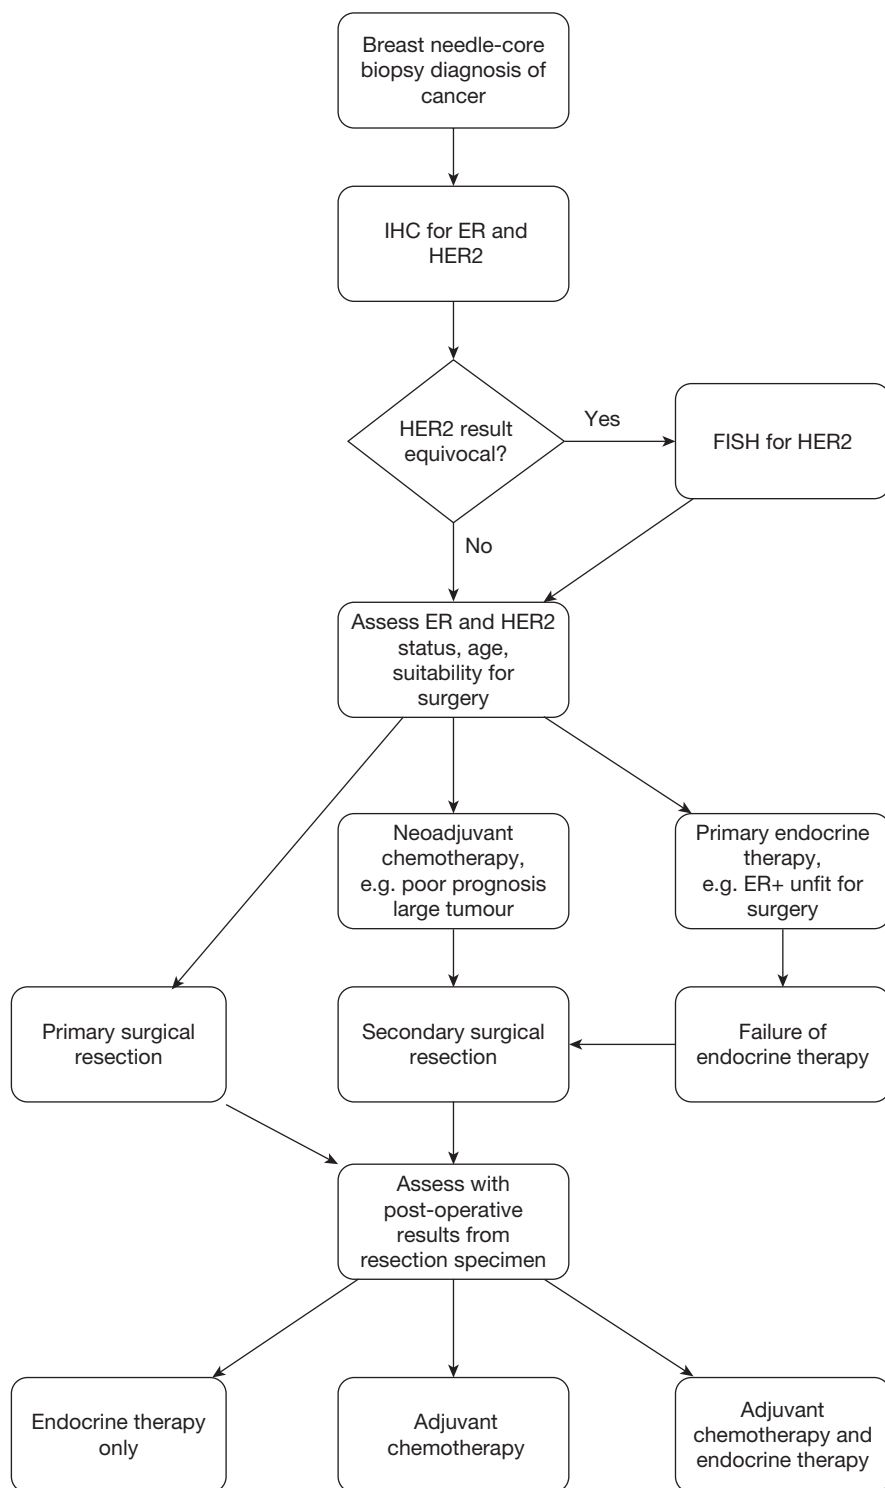 Breast needle-core
biopsy diagnosis of
cancer
IHC for ER and
HER2
HER2 result
equivocal?
Yes
FISH for HER2
No
Assess ER and HER2
status, age,
suitability for
surgery
Neoadjuvant
chemotherapy,
e.g. poor prognosis
large tumour
Primary endocrine
therapy,
e.g. ER+ unfit for
surgery
Primary surgical
resection
Secondary surgical
resection
Failure of
endocrine therapy
Assess with
post-operative
results from
resection specimen
Endocrine therapy
only
Adjuvant
chemotherapy
Adjuvant
chemotherapy and
endocrine therapy